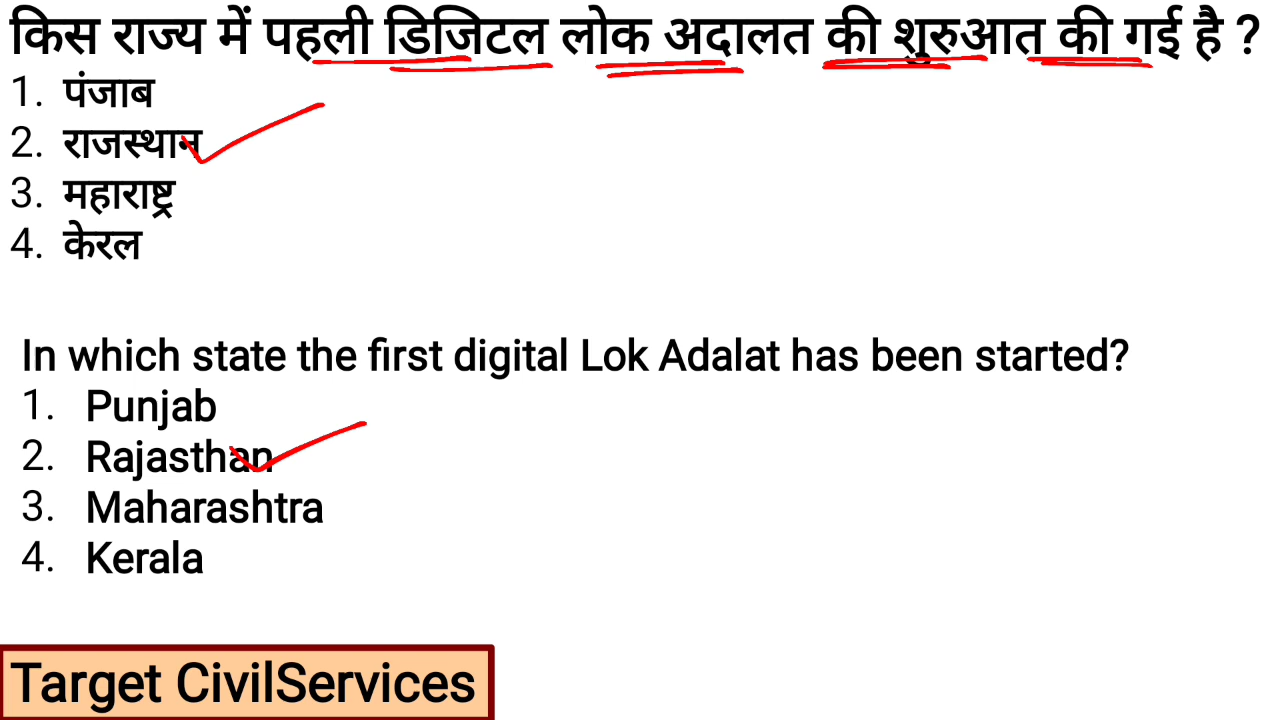 किस राज्य में पहली डिजिटल लोक अदालत की शुरुआत की गई है ?
1. पंजाब
2. राजस्थान
3. महाराष्ट्र
4. केरल
In which state the first digital Lok Adalat has been started?
1. Punjab
2. Rajasthan
3. Maharashtra
4. Kerala
Target CivilServices